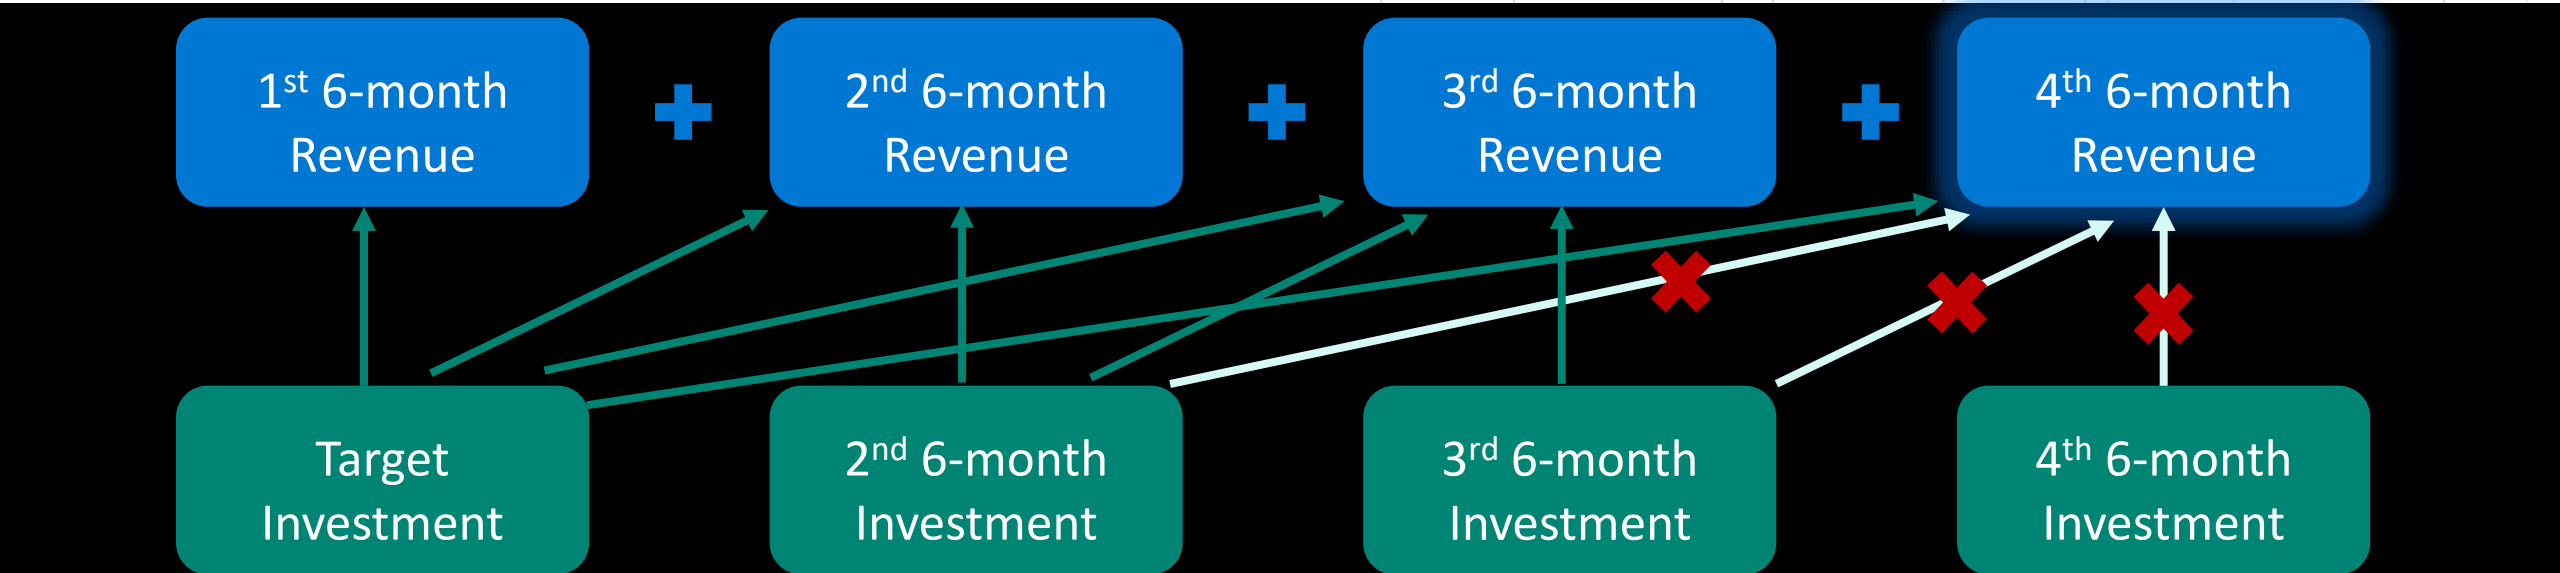 1st 6-month
Revenue
2nd 6-month
Revenue
3rd 6-month
Revenue
4th 6-month
Revenue
Target
Investment
2nd 6-month
Investment
3rd 6-month
Investment
4th 6-month
Investment